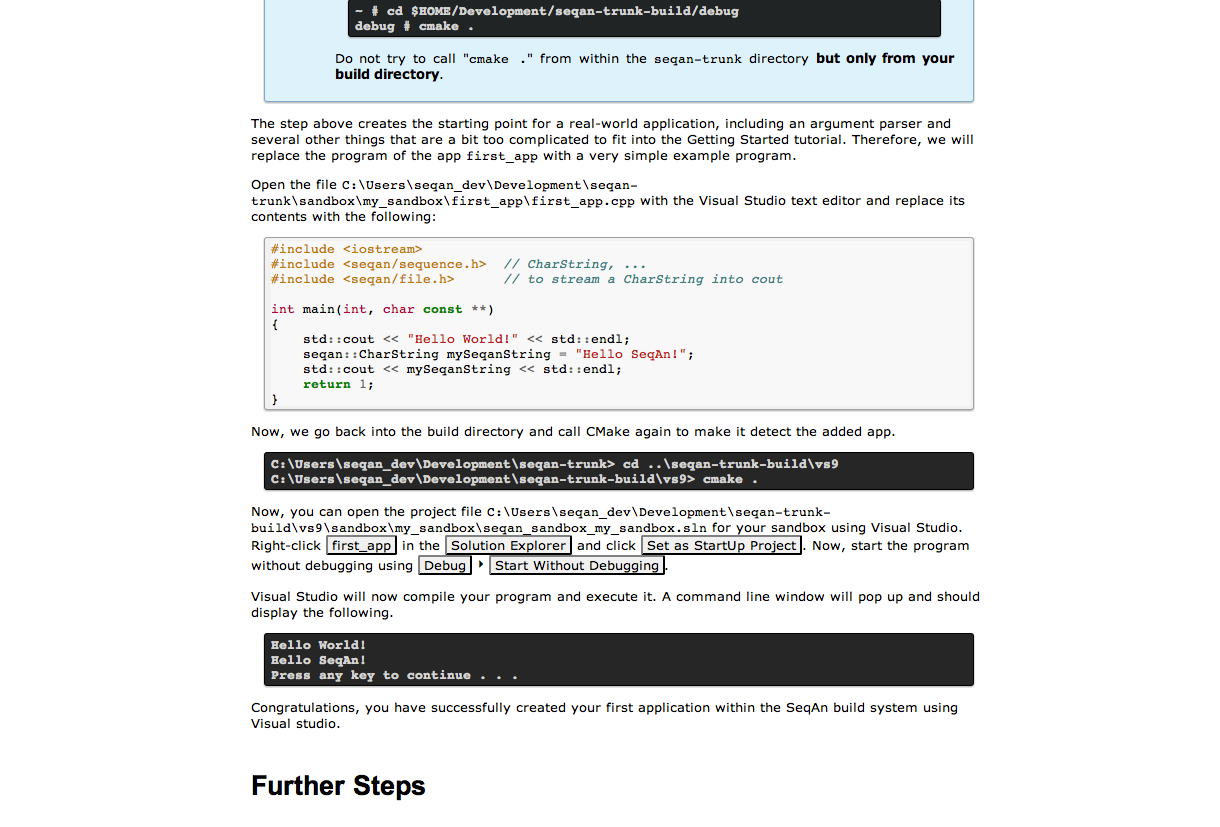 ~ # cd $HOME/Development/seqan-trunk-build/debug
debug # cmake .
Do not try to call "cmake ." from within the seqan-trunk directory but only from your
build directory.
The step above creates the starting point for a real-world application, including an argument parser and
several other things that are a bit too complicated to fit into the Getting Started tutorial. Therefore, we will
replace the program of the app first_app with a very simple example program.
Open the file C:\Users\seqan_dev\Development\seqan-
trunk\sandbox\my_sandbox\first_app\first_app.cpp with the Visual Studio text editor and replace its
contents with the following:
#include <iostream>
#include <seqan/sequence.h>  // CharString, ...
#include <seqan/file.h>      // to stream a CharString into cout
int main(int, char const **)
{
    std::cout << "Hello World!" << std::endl;
    seqan::CharString mySeqanString = "Hello SeqAn!";
    std::cout << mySeqanString << std::endl;
    return 1;
}
Now, we go back into the build directory and call CMake again to make it detect the added app.
C:\Users\seqan_dev\Development\seqan-trunk> cd ..\seqan-trunk-build\vs9
C:\Users\seqan_dev\Development\seqan-trunk-build\vs9> cmake .
Now, you can open the project file C:\Users\seqan_dev\Development\seqan-trunk-
build\vs9\sandbox\my_sandbox\seqan_sandbox_my_sandbox.sln for your sandbox using Visual Studio.
Right-click first_app in the Solution Explorer and click Set as StartUp Project. Now, start the program
without debugging using Debug ‣ Start Without Debugging.
Visual Studio will now compile your program and execute it. A command line window will pop up and should
display the following.
Hello World!
Hello SeqAn!
Press any key to continue . . .
Congratulations, you have successfully created your first application within the SeqAn build system using
Visual studio.
Further Steps